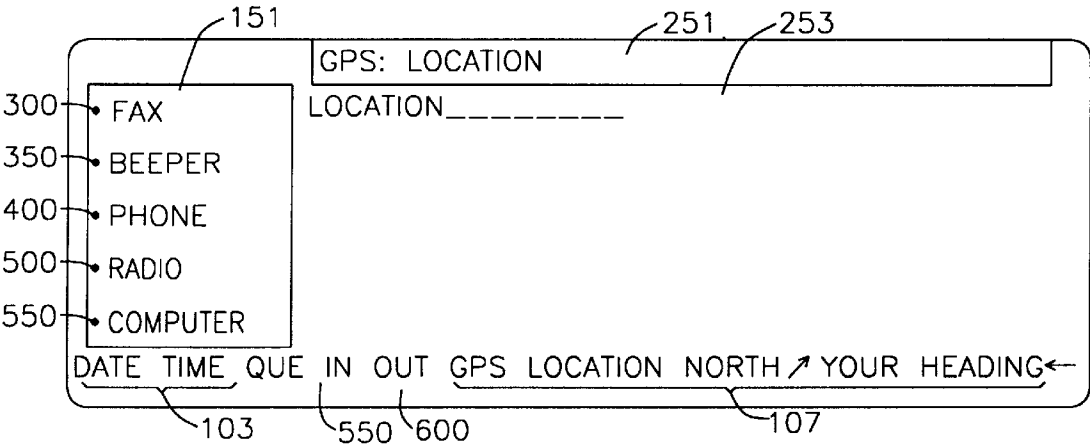 151
251
253
GPS: LOCATION
LOCATION________
300 FAX
350 BEEPER
400 PHONE
500 RADIO
550 COMPUTER
DATE TIME QUE IN OUT GPS LOCATION NORTH↗ YOUR HEADING←
103
550
600
107